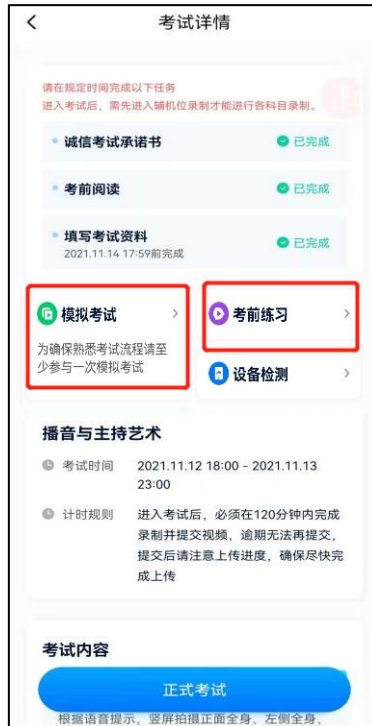 考试详情
请在规定时间完成以下任务
进入考试后，需先进入辅机位录制才能进行各科目录制。
诚信考试承诺书 已完成
考前阅读 已完成
填写考试资料 已完成
2021.11.14 17:59前完成
模拟考试
为确保熟悉考试流程请至
少参与一次模拟考试
考前练习
设备检测
播音与主持艺术
考试时间 2021.11.12 18:00 - 2021.11.13
23:00
计时规则 进入考试后，必须在120分钟内完成
录制并提交视频，逾期无法再提交，
提交后请注意上传进度，确保尽快完
成上传
考试内容
正式考试
根据语音提示，竖屏拍摄正面全身、左侧全身、